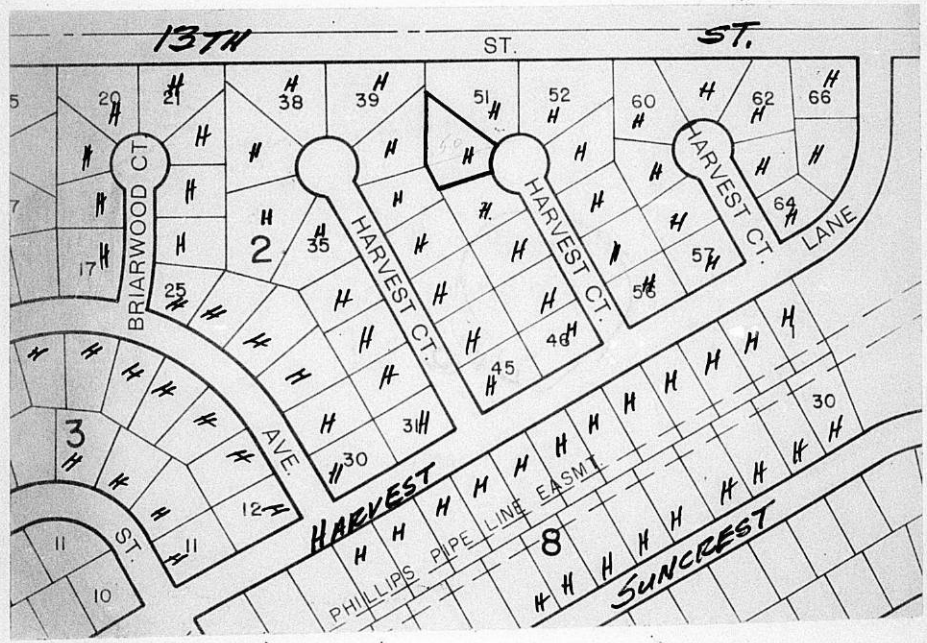 13TH ST. ST.
5 20 H 21 H 38 H 39 H 51 H 52 H 60 H H 62 H 66 H
H H H H 50 H H H H H
BRIARWOOD CT.
7 H H H 35 H HARVEST CT. H H. HARVEST CT. H H HARVEST CT. 64 H
2
17 H H H H H 57 H LANE
25 H H H H H H 56 H
H H H H 46 H H
H H H H H H 45 H H H
3 H H H 31 H H H 30
H H AVE. 30 H HARVEST H H H H H
H 12 H H H H PHILLIPS PIPE LINE EASMT. H H
11 ST. H 11 H 8 H H SUNCREST
10 H H